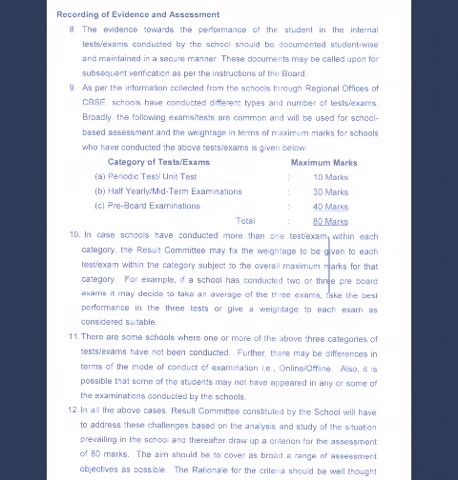 Recording of Evidence and Assessment
8. The evidence towards the performance of the student in the internal
tests/exams conducted by the school should be documented student-wise
and maintained in a secure manner. These documents may be called upon for
subsequent verification as per the instructions of the Board.
9. As per the information collected from the schools through Regional Offices of
CBSE, schools have conducted different types and number of tests/exams.
Broadly, the following exams/tests are common and will be used for school-
based assessment and the weightage in terms of maximum marks for schools
who have conducted the above tests/exams is given below:
Category of Tests/Exams Maximum Marks
(a) Periodic Test/ Unit Test : 10 Marks
(b) Half Yearly/Mid-Term Examinations : 30 Marks
(c) Pre-Board Examinations : 40 Marks
Total : 80 Marks
10. In case schools have conducted more than one test/exam within each
category, the Result Committee may fix the weightage to be given to each
test/exam within the category subject to the overall maximum marks for that
category. For example, if a school has conducted two or three pre board
exams it may decide to take an average of the three exams, take the best
performance in the three tests or give a weightage to each exam as
considered suitable.
11. There are some schools where one or more of the above three categories of
tests/exams have not been conducted. Further, there may be differences in
terms of the mode of conduct of examination i.e., Online/Offline. Also, it is
possible that some of the students may not have appeared in any or some of
the examinations conducted by the schools.
12. In all the above cases, Result Committee constituted by the School will have
to address these challenges based on the analysis and study of the situation
prevailing in the school and thereafter draw up a criterion for the assessment
of 80 marks. The aim should be to cover as broad a range of assessment
objectives as possible. The Rationale for the criteria should be well thought